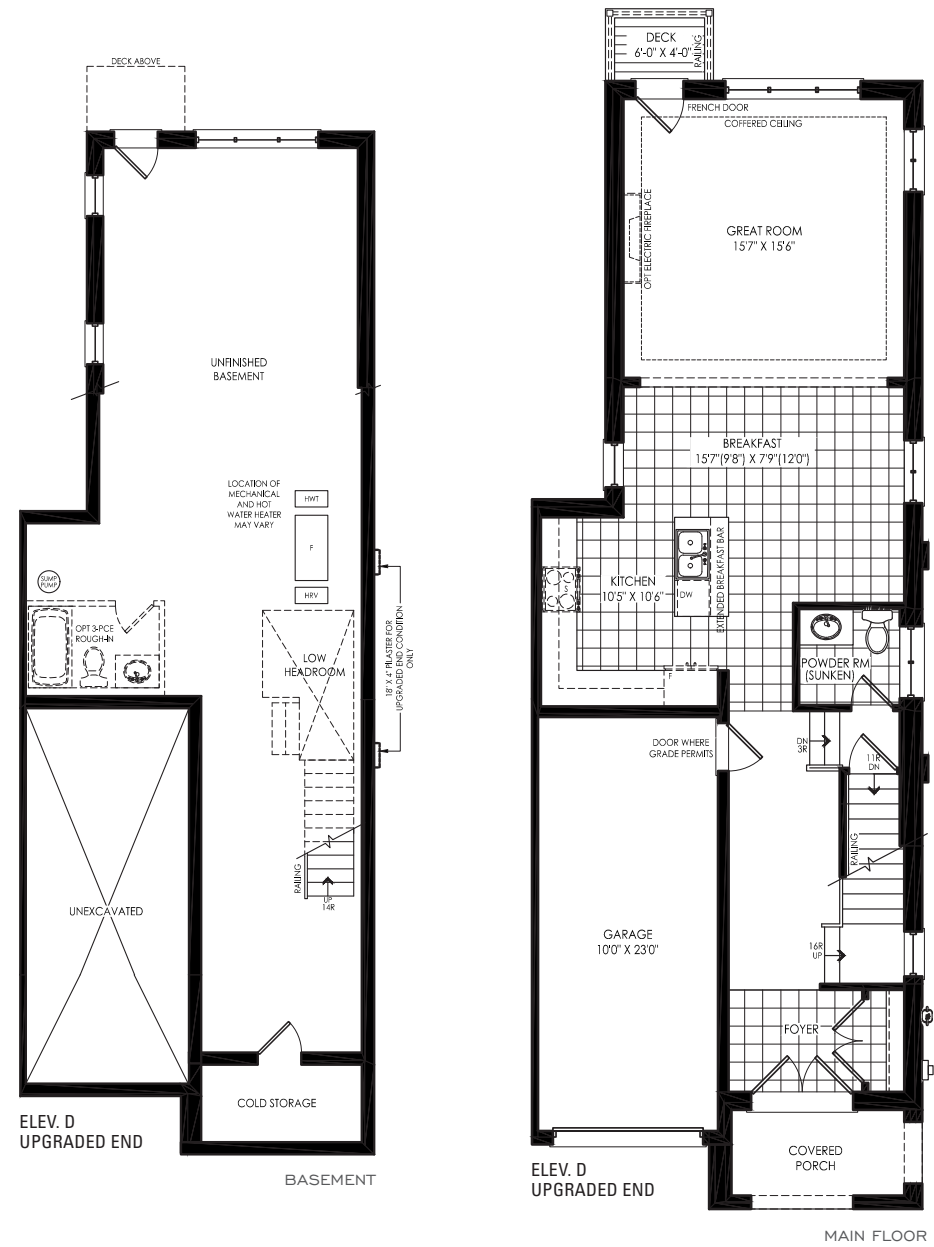 DECK ABOVE
UNFINISHED
BASEMENT
LOCATION OF
MECHANICAL
AND HOT
WATER HEATER
MAY VARY
HWT
F
HRV
SUMP
PUMP
OPT 3-PCE
ROUGH-IN
LOW
HEADROOM
18" X 4" PILASTER FOR
UPGRADED END CONDITION
ONLY
RAILING
UP
14R
UNEXCAVATED
COLD STORAGE
ELEV. D
UPGRADED END
BASEMENT
DECK
6'-0" X 4'-0"
RAILING
FRENCH DOOR
COFFERED CEILING
OPT ELECTRIC FIREPLACE
GREAT ROOM
15'7" X 15'6"
BREAKFAST
15'7"(9'8") X 7'9"(12'0")
KITCHEN
10'5" X 10'6"
S
DW
EXTENDED BREAKFAST BAR
F
POWDER RM
(SUNKEN)
DOOR WHERE
GRADE PERMITS
DN
3R
11R
DN
RAILING
GARAGE
10'0" X 23'0"
16R
UP
FOYER
COVERED
PORCH
ELEV. D
UPGRADED END
MAIN FLOOR